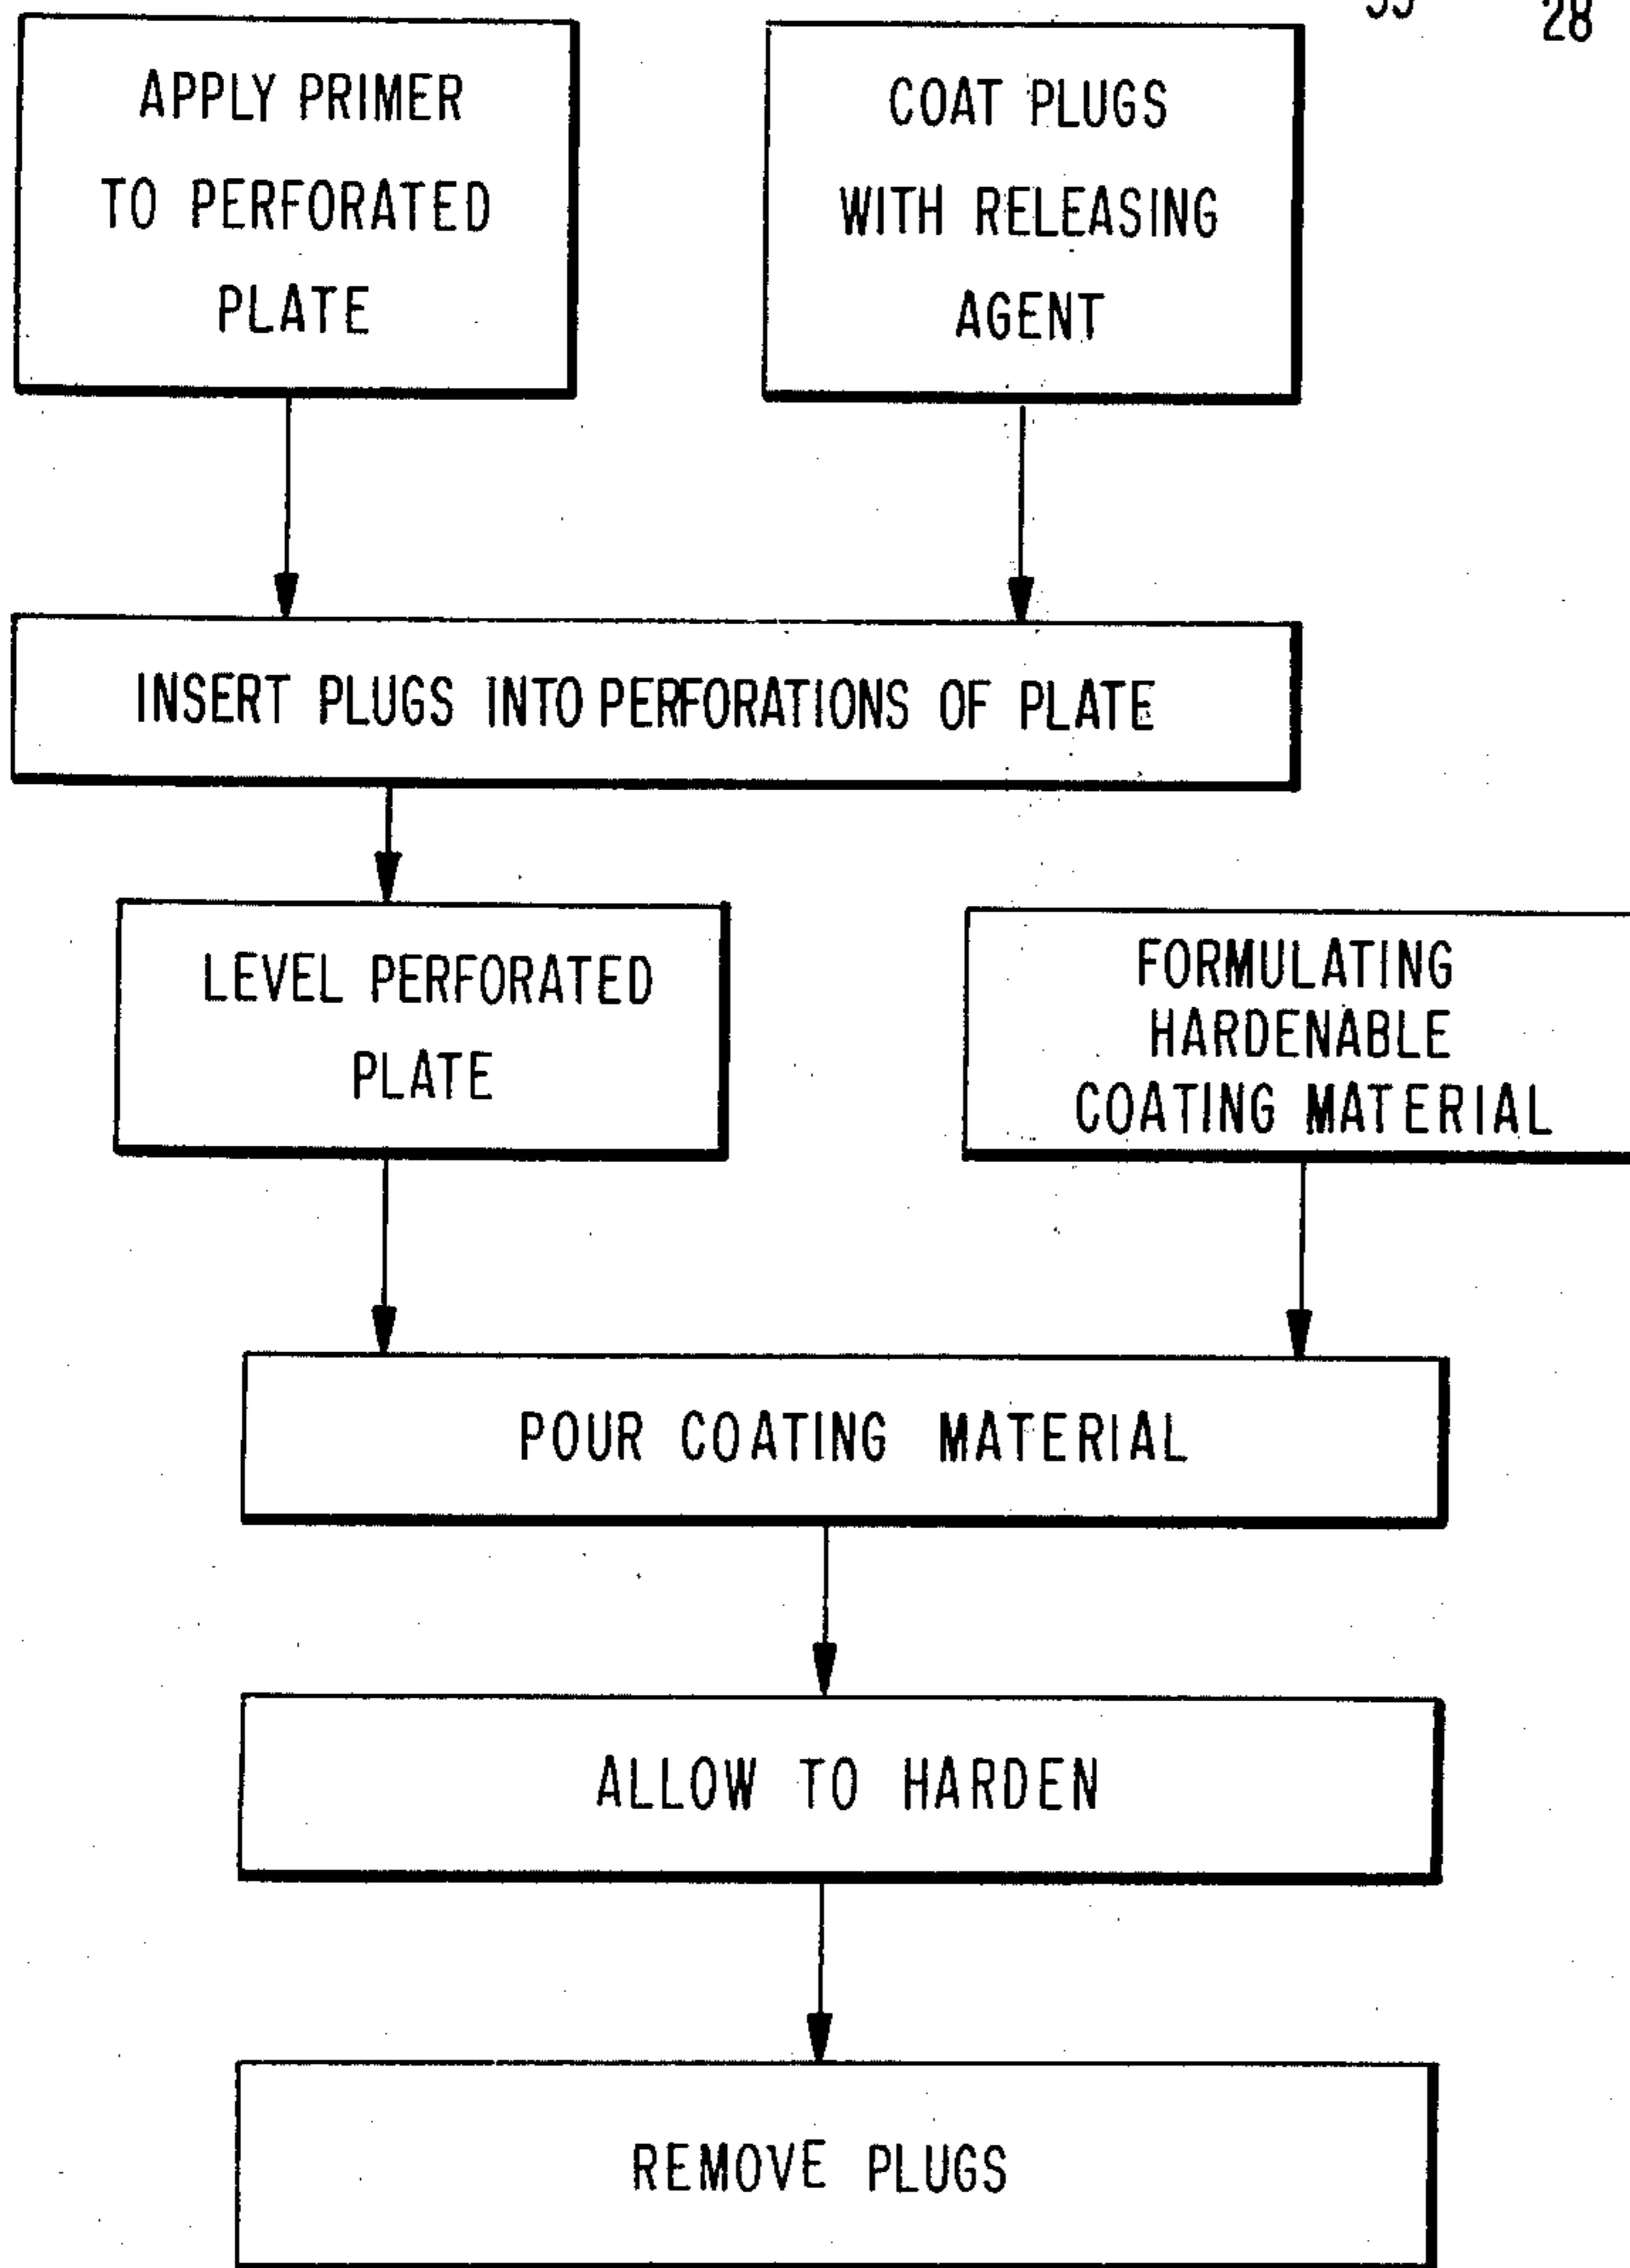 28
APPLY PRIMER
TO PERFORATED
PLATE
COAT PLUGS
WITH RELEASING
AGENT
INSERT PLUGS INTO PERFORATIONS OF PLATE
LEVEL PERFORATED
PLATE
FORMULATING
HARDENABLE
COATING MATERIAL
POUR COATING MATERIAL
ALLOW TO HARDEN
REMOVE PLUGS